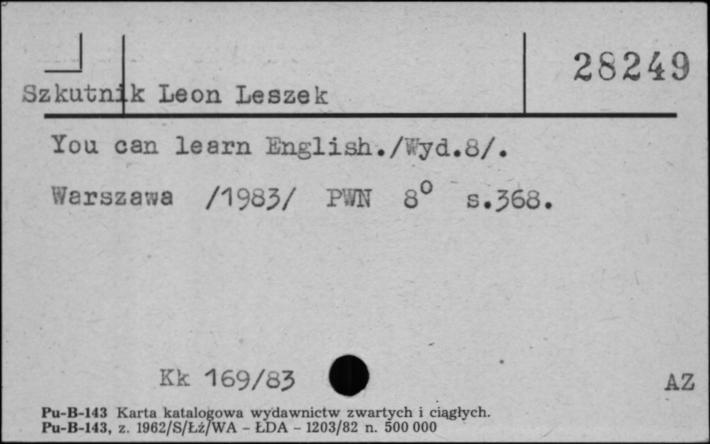 28249
Szkutnik Leon Leszek
You can learn English./Wyd.8/.
Warszawa /1983/ PWN 8° s.368.
Kk 169/83
AZ
Pu-B-143 Karta katalogowa wydawnictw zwartych i ciągłych.
Pu-B-143, z. 1962/S/Łż/WA – ŁDA – 1203/82 n. 500 000